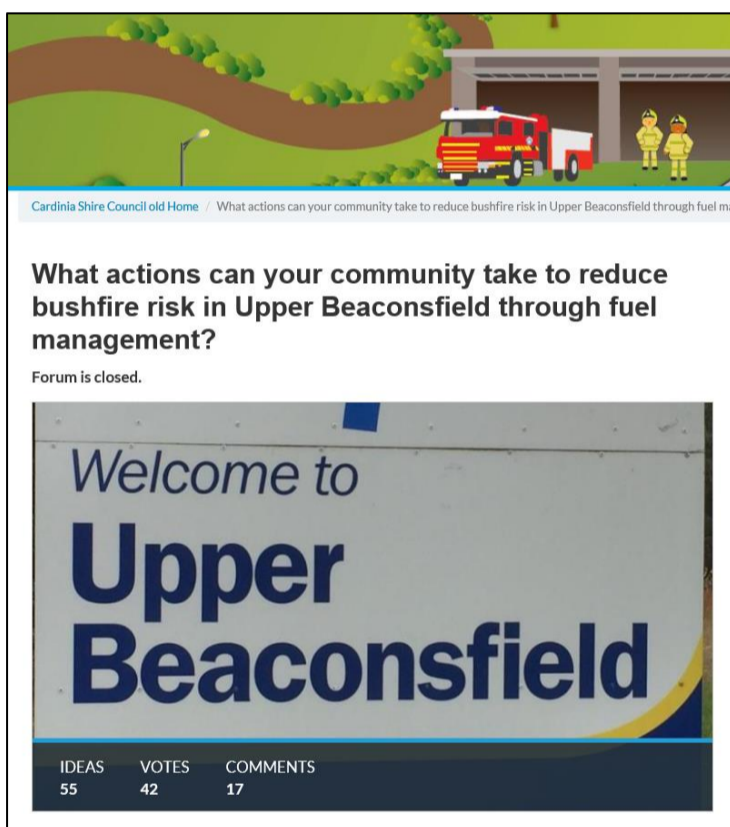 Cardinia Shire Council old Home / What actions can your community take to reduce bushfire risk in Upper Beaconsfield through fuel
What actions can your community take to reduce
bushfire risk in Upper Beaconsfield through fuel
management?
Forum is closed.
Welcome to
Upper
Beaconsfield
IDEAS VOTES COMMENTS
55 42 17